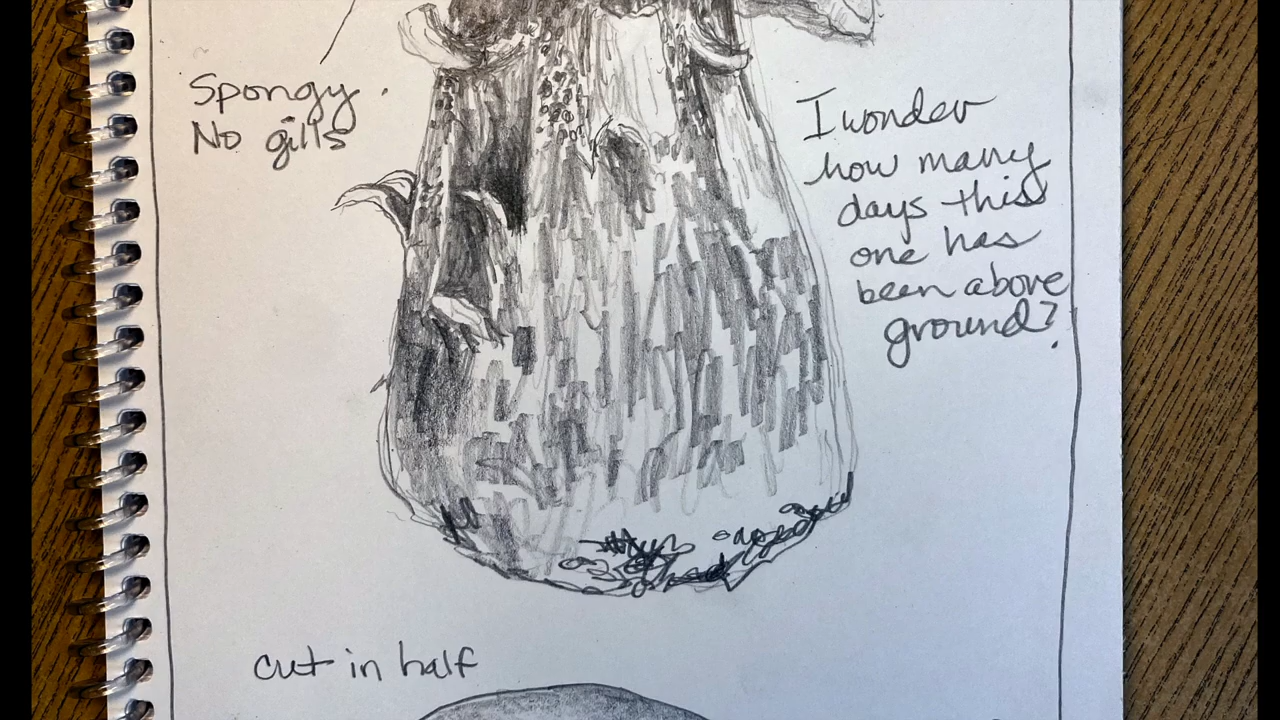 Spongy.
No gills
I wonder
how many
days this
one has
been above
ground?
cut in half